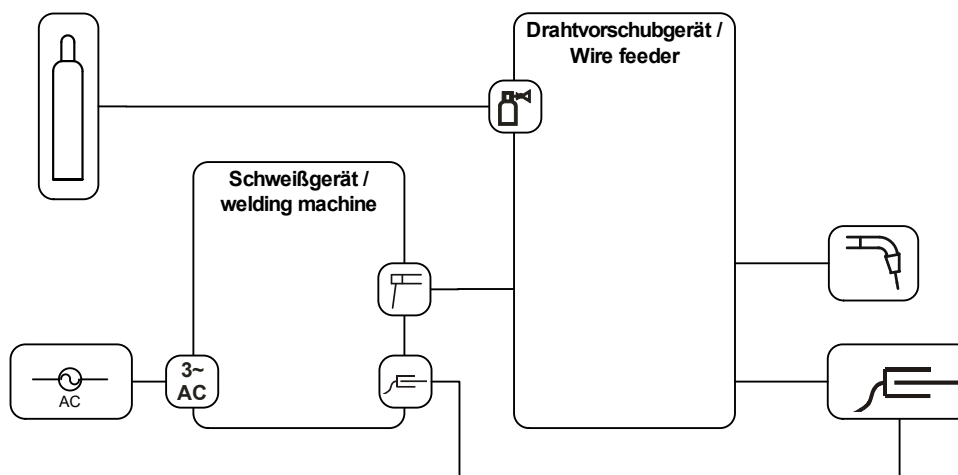 Drahtvorschubgerät /
Wire feeder
Schweißgerät /
welding machine
3~
AC
AC